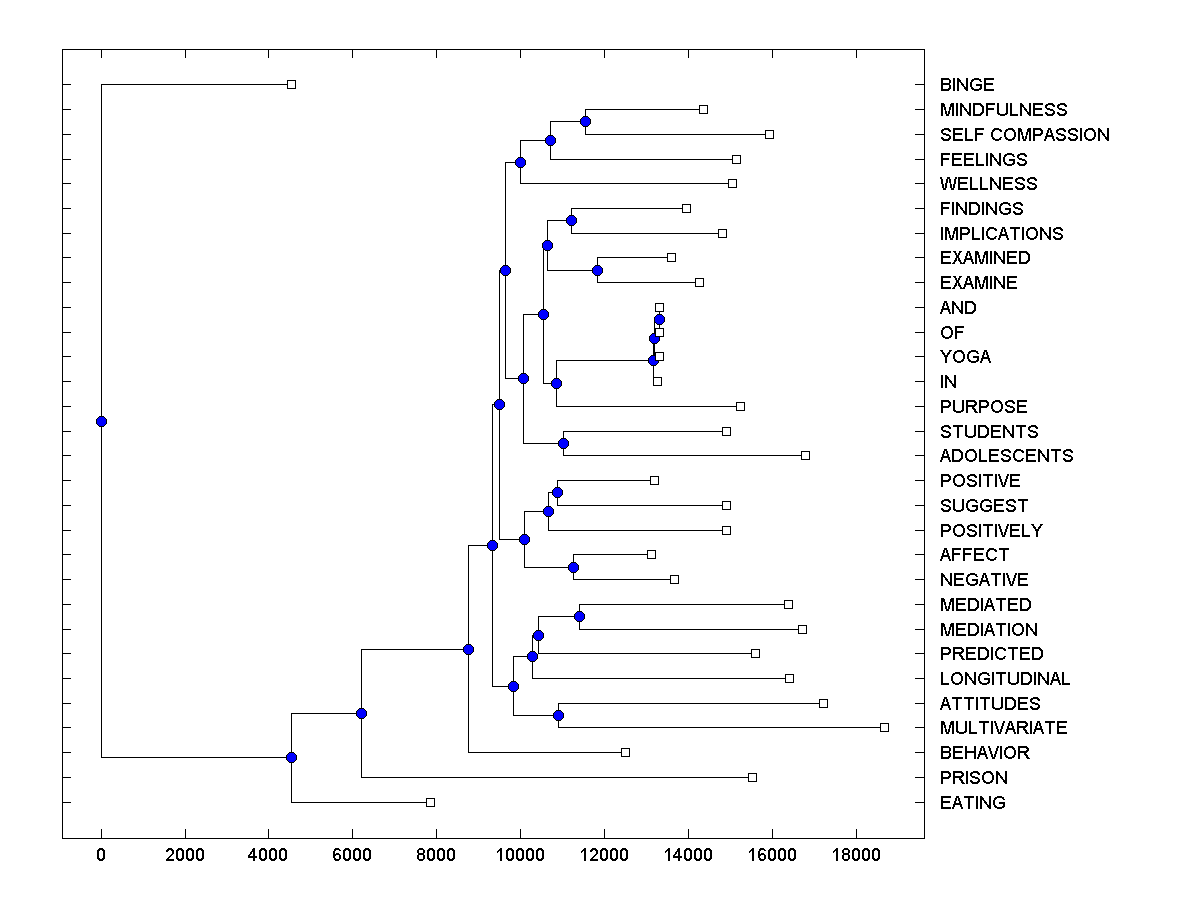 BINGE
MINDFULNESS
SELF COMPASSION
FEELINGS
WELLNESS
FINDINGS
IMPLICATIONS
EXAMINED
EXAMINE
AND
OF
YOGA
IN
PURPOSE
STUDENTS
ADOLESCENTS
POSITIVE
SUGGEST
POSITIVELY
AFFECT
NEGATIVE
MEDIATED
MEDIATION
PREDICTED
LONGITUDINAL
ATTITUDES
MULTIVARIATE
BEHAVIOR
PRISON
EATING
0 2000 4000 6000 8000 10000 12000 14000 16000 18000